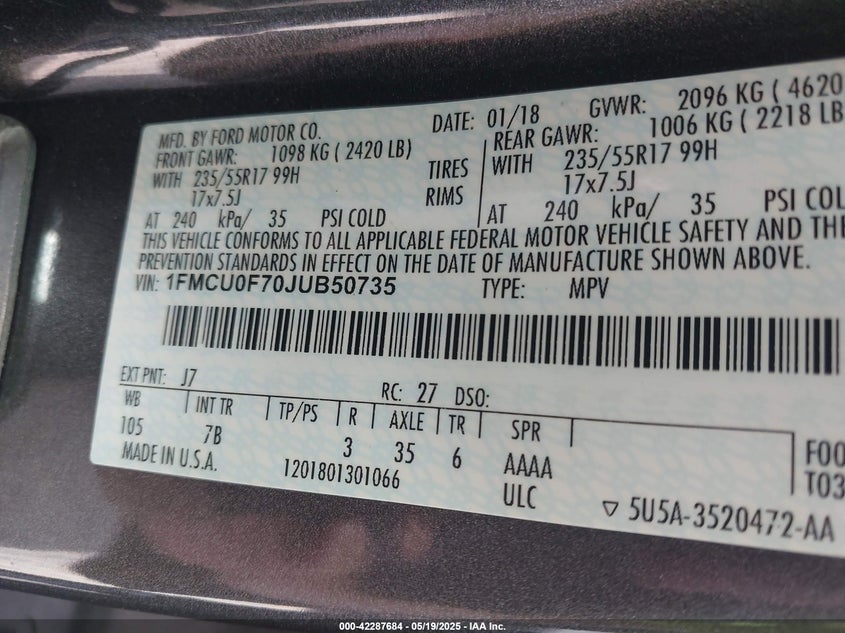 MFD. BY FORD MOTOR CO.
DATE: 01/18 GVWR: 2096 KG ( 4620
FRONT GAWR: 1098 KG ( 2420 LB) REAR GAWR: 1006 KG ( 2218 LB
WITH 235/55R17 99H TIRES WITH 235/55R17 99H
17x7.5J RIMS 17x7.5J
AT 240 kPa/ 35 PSI COLD AT 240 kPa/ 35 PSI COL
THIS VEHICLE CONFORMS TO ALL APPLICABLE FEDERAL MOTOR VEHICLE SAFETY AND THE
PREVENTION STANDARDS IN EFFECT ON THE DATE OF MANUFACTURE SHOWN ABOVE.
VIN: 1FMCU0F70JUB50735 TYPE: MPV
EXT PNT: J7 RC: 27 DSO:
WB INT TR TP/PS R AXLE TR SPR
105 7B 3 35 6 AAAA F00
MADE IN U.S.A. 1201801301066 ULC T03
5U5A-3520472-AA
000-42287684 / 05/19/2025 - IAA Inc.